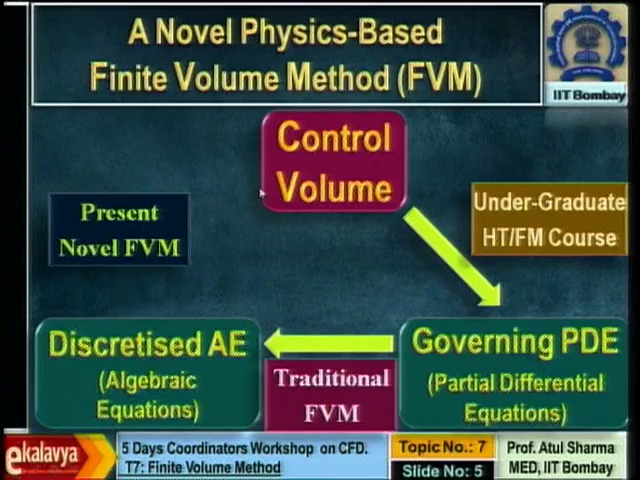 A Novel Physics-Based
Finite Volume Method (FVM)
IIT Bombay
Control
Volume
Present
Novel FVM
Under-Graduate
HT/FM Course
Discretised AE
(Algebraic
Equations)
Traditional
FVM
Governing PDE
(Partial Differential
Equations)
ekalavya
5 Days Coordinators Workshop on CFD.
T7: Finite Volume Method
Topic No.: 7
Slide No: 5
Prof. Atul Sharma
MED, IIT Bombay